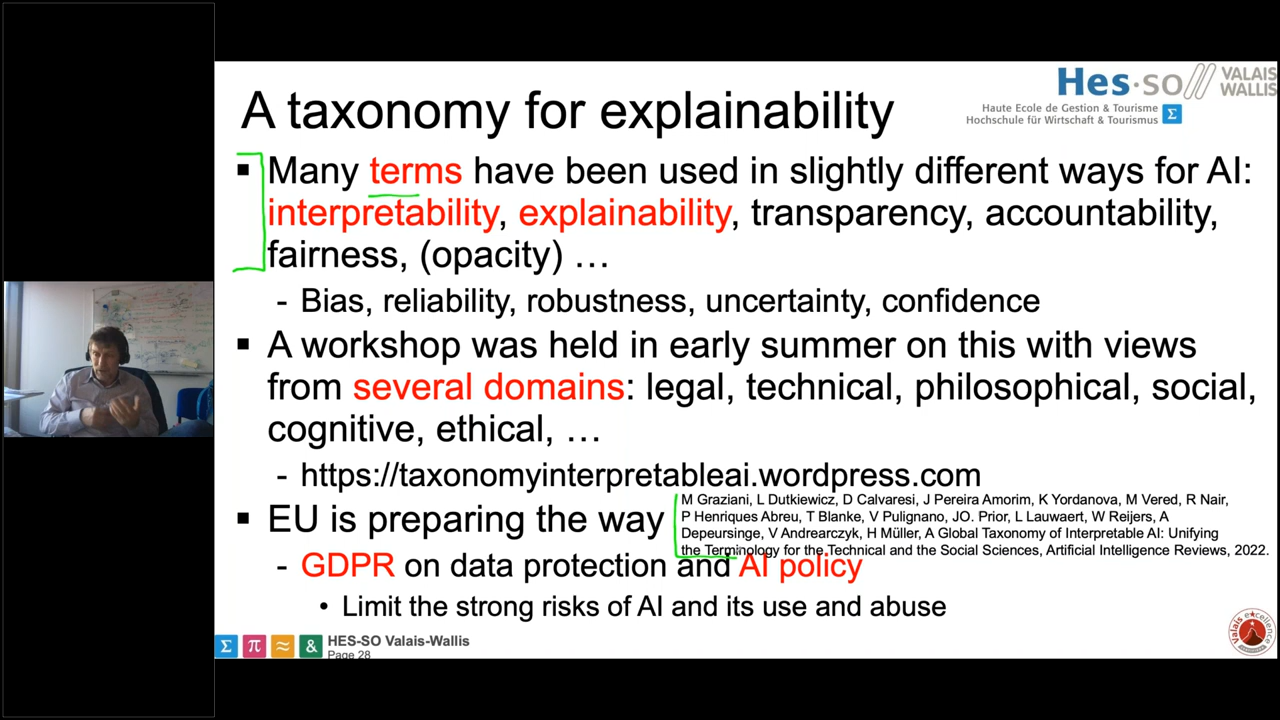 Hes·so// VALAIS
WALLIS
Haute Ecole de Gestion & Tourisme
Hochschule für Wirtschaft & Tourismus Σ
A taxonomy for explainability
▪ Many terms have been used in slightly different ways for AI:
interpretability, explainability, transparency, accountability,
fairness, (opacity) …
- Bias, reliability, robustness, uncertainty, confidence
▪ A workshop was held in early summer on this with views
from several domains: legal, technical, philosophical, social,
cognitive, ethical, …
- https://taxonomyinterpretableai.wordpress.com
▪ EU is preparing the way
M Graziani, L Dutkiewicz, D Calvaresi, J Pereira Amorim, K Yordanova, M Vered, R Nair,
P Henriques Abreu, T Blanke, V Pulignano, JO. Prior, L Lauwaert, W Reijers, A
Depeursinge, V Andrearczyk, H Müller, A Global Taxonomy of Interpretable AI: Unifying
the Terminology for the Technical and the Social Sciences, Artificial Intelligence Reviews, 2022.
- GDPR on data protection and AI policy
• Limit the strong risks of AI and its use and abuse
Σ π ≈ & HES-SO Valais-Wallis
Page 28